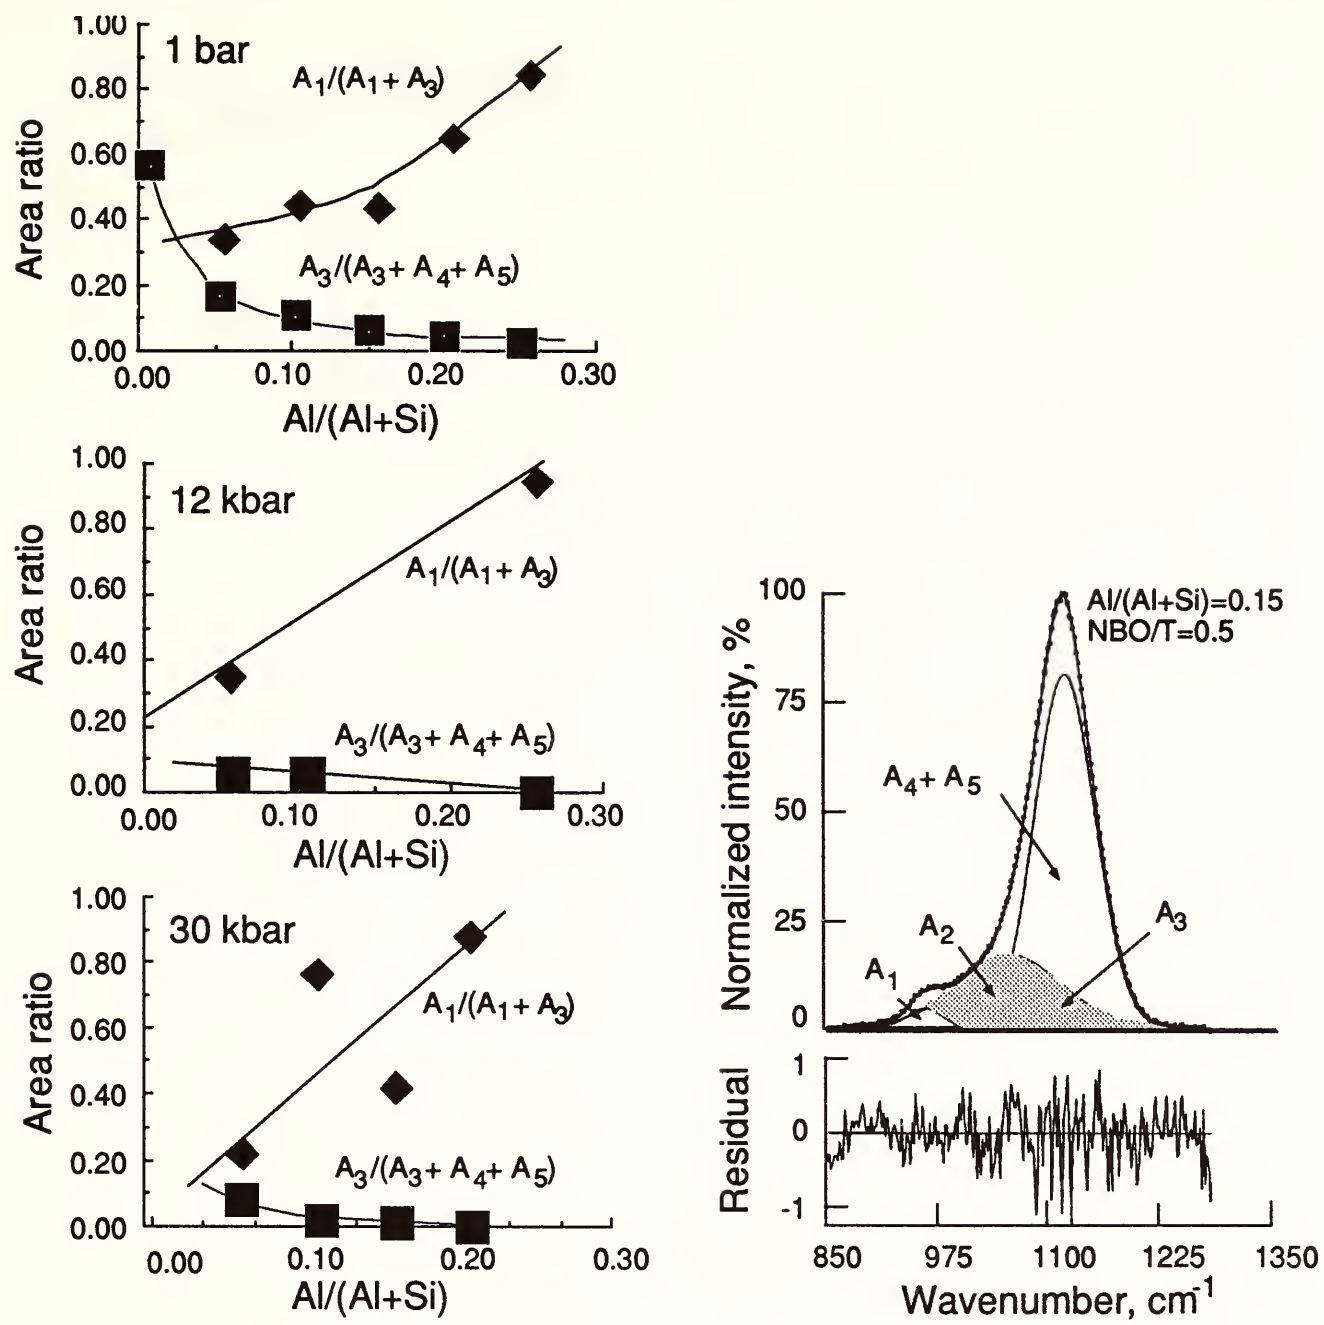 1 bar
A1/(A1+ A3)
A3/(A3+ A4+ A5)
Area ratio
1.00
0.80
0.60
0.40
0.20
0.00
0.00 0.10 0.20 0.30
Al/(Al+Si)
12 kbar
A1/(A1+ A3)
A3/(A3+ A4+ A5)
Area ratio
1.00
0.80
0.60
0.40
0.20
0.00
0.00 0.10 0.20 0.30
Al/(Al+Si)
30 kbar
A1/(A1+ A3)
A3/(A3+ A4+ A5)
Area ratio
1.00
0.80
0.60
0.40
0.20
0.00
0.00 0.10 0.20 0.30
Al/(Al+Si)
Al/(Al+Si)=0.15
NBO/T=0.5
A4+ A5
A3
A2
A1
Normalized intensity, %
100
75
50
25
0
Residual
1
0
-1
850 975 1100 1225 1350
Wavenumber, cm-1